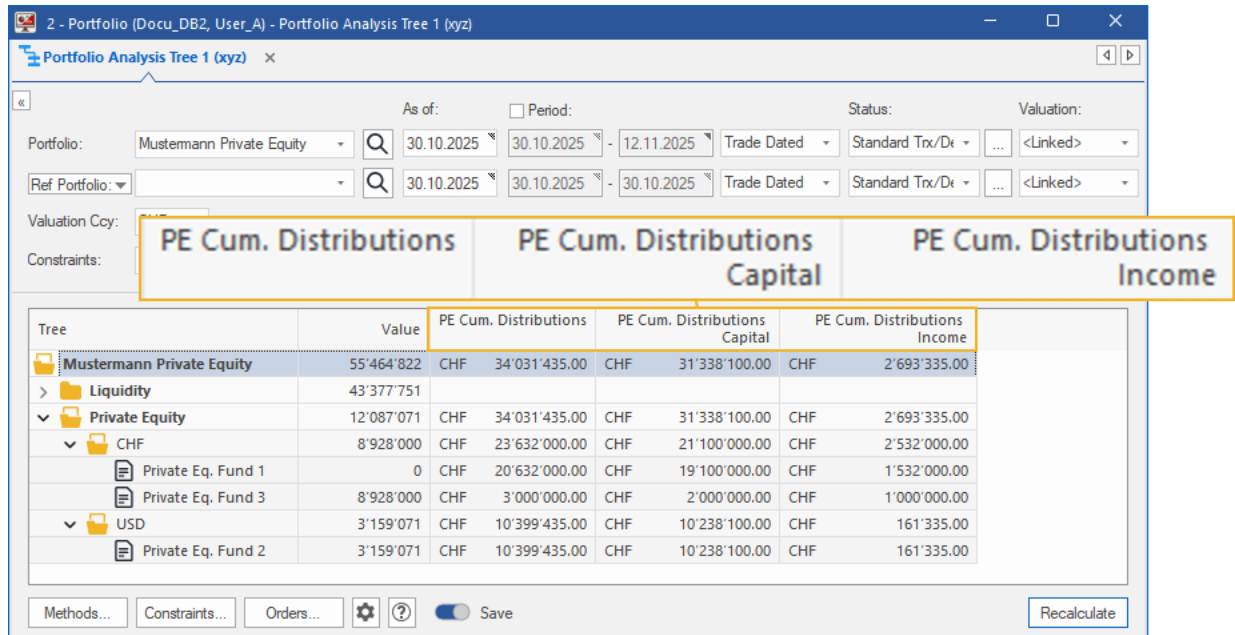 2 - Portfolio (Docu_DB2, User_A) - Portfolio Analysis Tree 1 (xyz)
Portfolio Analysis Tree 1 (xyz)
As of: Period: Status: Valuation:
Portfolio: Mustermann Private Equity 30.10.2025 30.10.2025 - 12.11.2025 Trade Dated Standard Trx/De ... <Linked>
Ref Portfolio: 30.10.2025 30.10.2025 - 30.10.2025 Trade Dated Standard Trx/De ... <Linked>
Valuation Ccy:
Constraints:
PE Cum. Distributions PE Cum. Distributions PE Cum. Distributions
Capital Income
Tree Value PE Cum. Distributions PE Cum. Distributions PE Cum. Distributions
Capital Income
Mustermann Private Equity 55'464'822 CHF 34'031'435.00 CHF 31'338'100.00 CHF 2'693'335.00
Liquidity 43'377'751
Private Equity 12'087'071 CHF 34'031'435.00 CHF 31'338'100.00 CHF 2'693'335.00
CHF 8'928'000 CHF 23'632'000.00 CHF 21'100'000.00 CHF 2'532'000.00
Private Eq. Fund 1 0 CHF 20'632'000.00 CHF 19'100'000.00 CHF 1'532'000.00
Private Eq. Fund 3 8'928'000 CHF 3'000'000.00 CHF 2'000'000.00 CHF 1'000'000.00
USD 3'159'071 CHF 10'399'435.00 CHF 10'238'100.00 CHF 161'335.00
Private Eq. Fund 2 3'159'071 CHF 10'399'435.00 CHF 10'238'100.00 CHF 161'335.00
Methods... Constraints... Orders... Save Recalculate